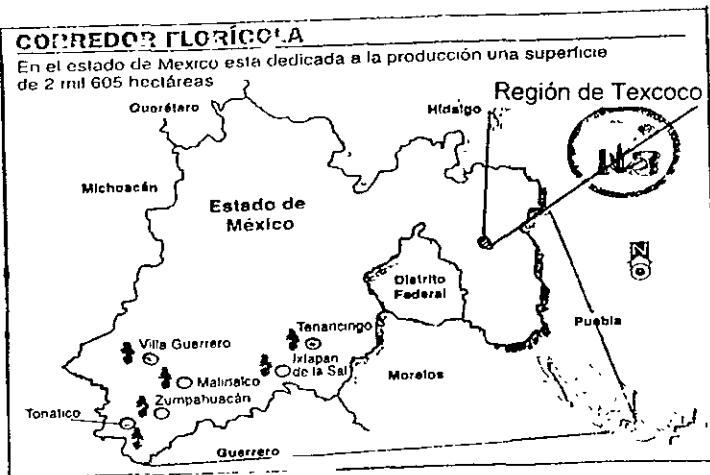 CORREDOR FLORÍCOLA
En el estado de Mexico esta dedicada a la producción una superficie
de 2 mil 605 hectáreas
Región de Texcoco
Querétaro
Hidalgo
Michoacán
Estado de
México
N
Distrito
Federal
Puebla
Tenancingo
Villa Guerrero
Ixtapan
de la Sal
Malinalco
Morelos
Zumpahuacán
Tonatico
Guerrero